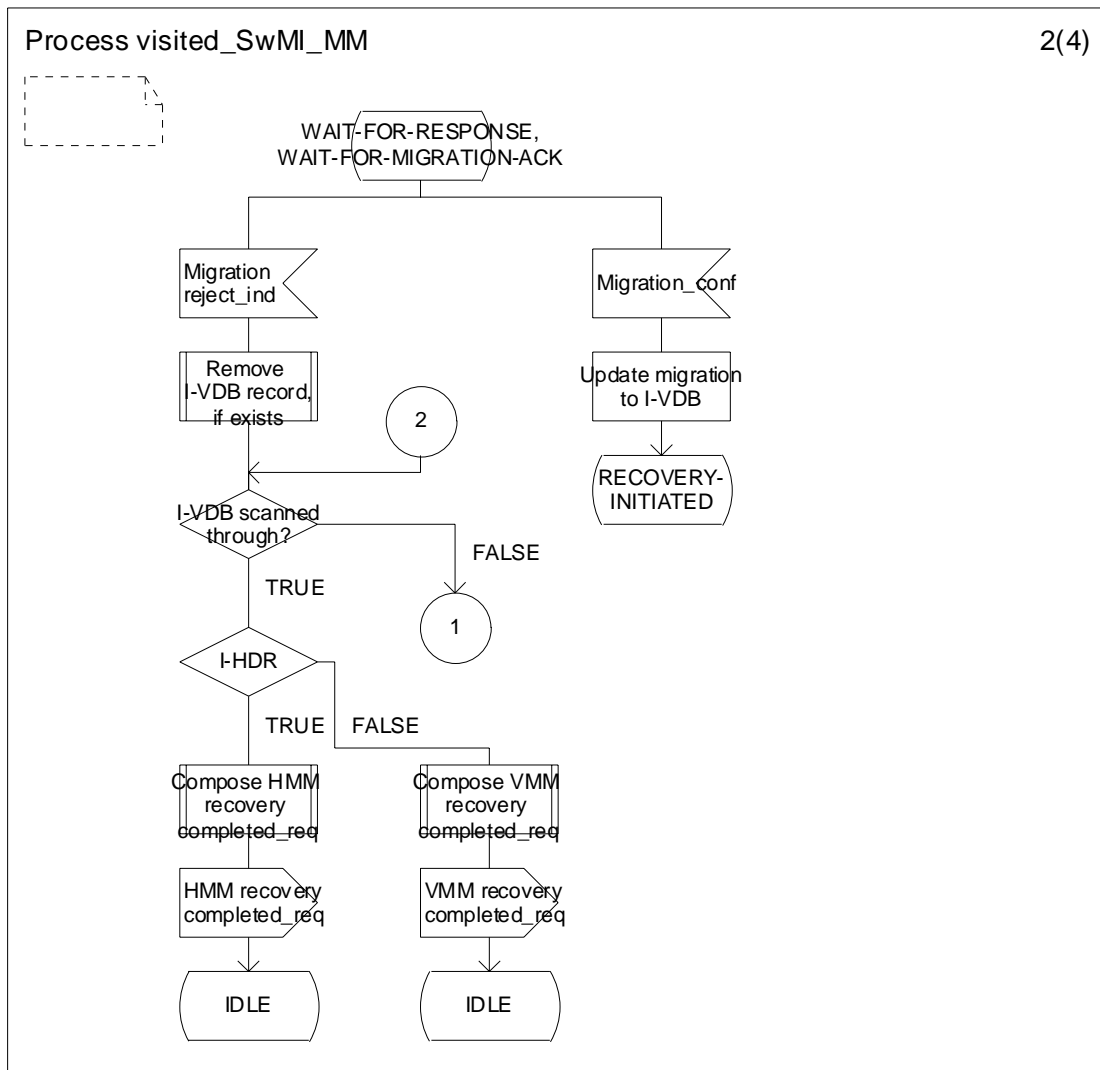 Process visited_SwMI_MM
2(4)
WAIT-FOR-RESPONSE,
WAIT-FOR-MIGRATION-ACK
Migration
reject_ind
Migration_conf
Remove
I-VDB record,
if exists
Update migration
to I-VDB
2
RECOVERY-
INITIATED
I-VDB scanned
through?
FALSE
TRUE
1
I-HDR
TRUE
FALSE
Compose HMM
recovery
completed_req
Compose VMM
recovery
completed_req
HMM recovery
completed_req
VMM recovery
completed_req
IDLE
IDLE